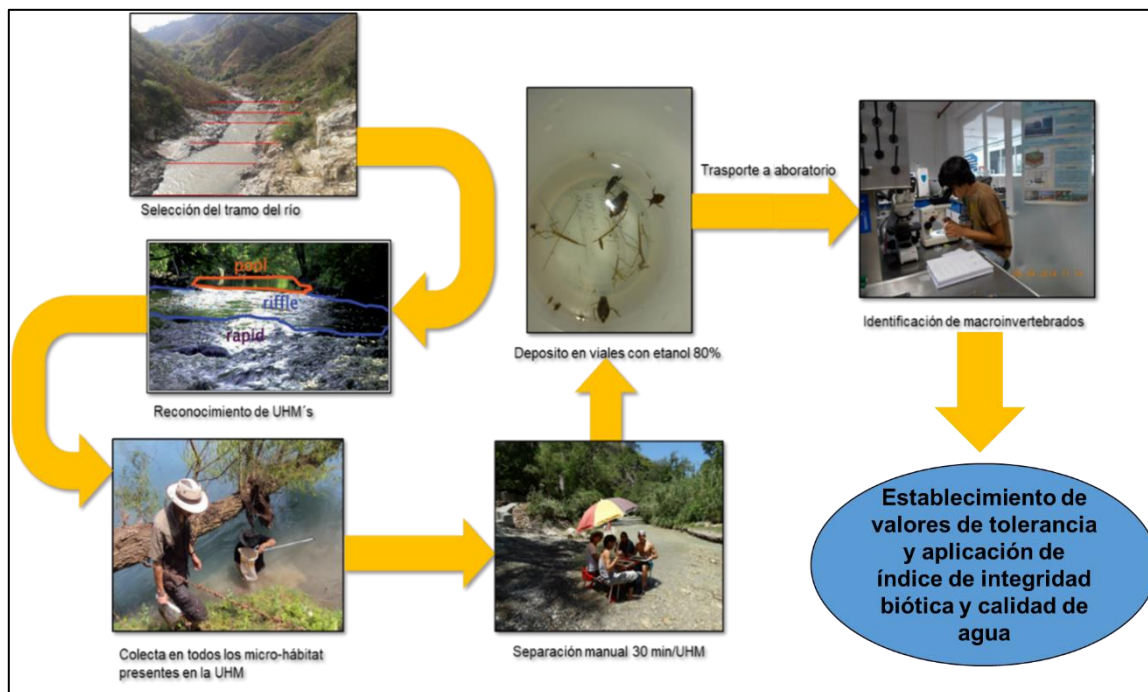 Selección del tramo del río
pool
riffle
rapid
Reconocimiento de UHM´s
Colecta en todos los micro-hábitat
presentes en la UHM
Separación manual 30 min/UHM
Deposito en viales con etanol 80%
Trasporte a aboratorio
Identificación de macroinvertebrados
Establecimiento de
valores de tolerancia
y aplicación de
índice de integridad
biótica y calidad de
agua